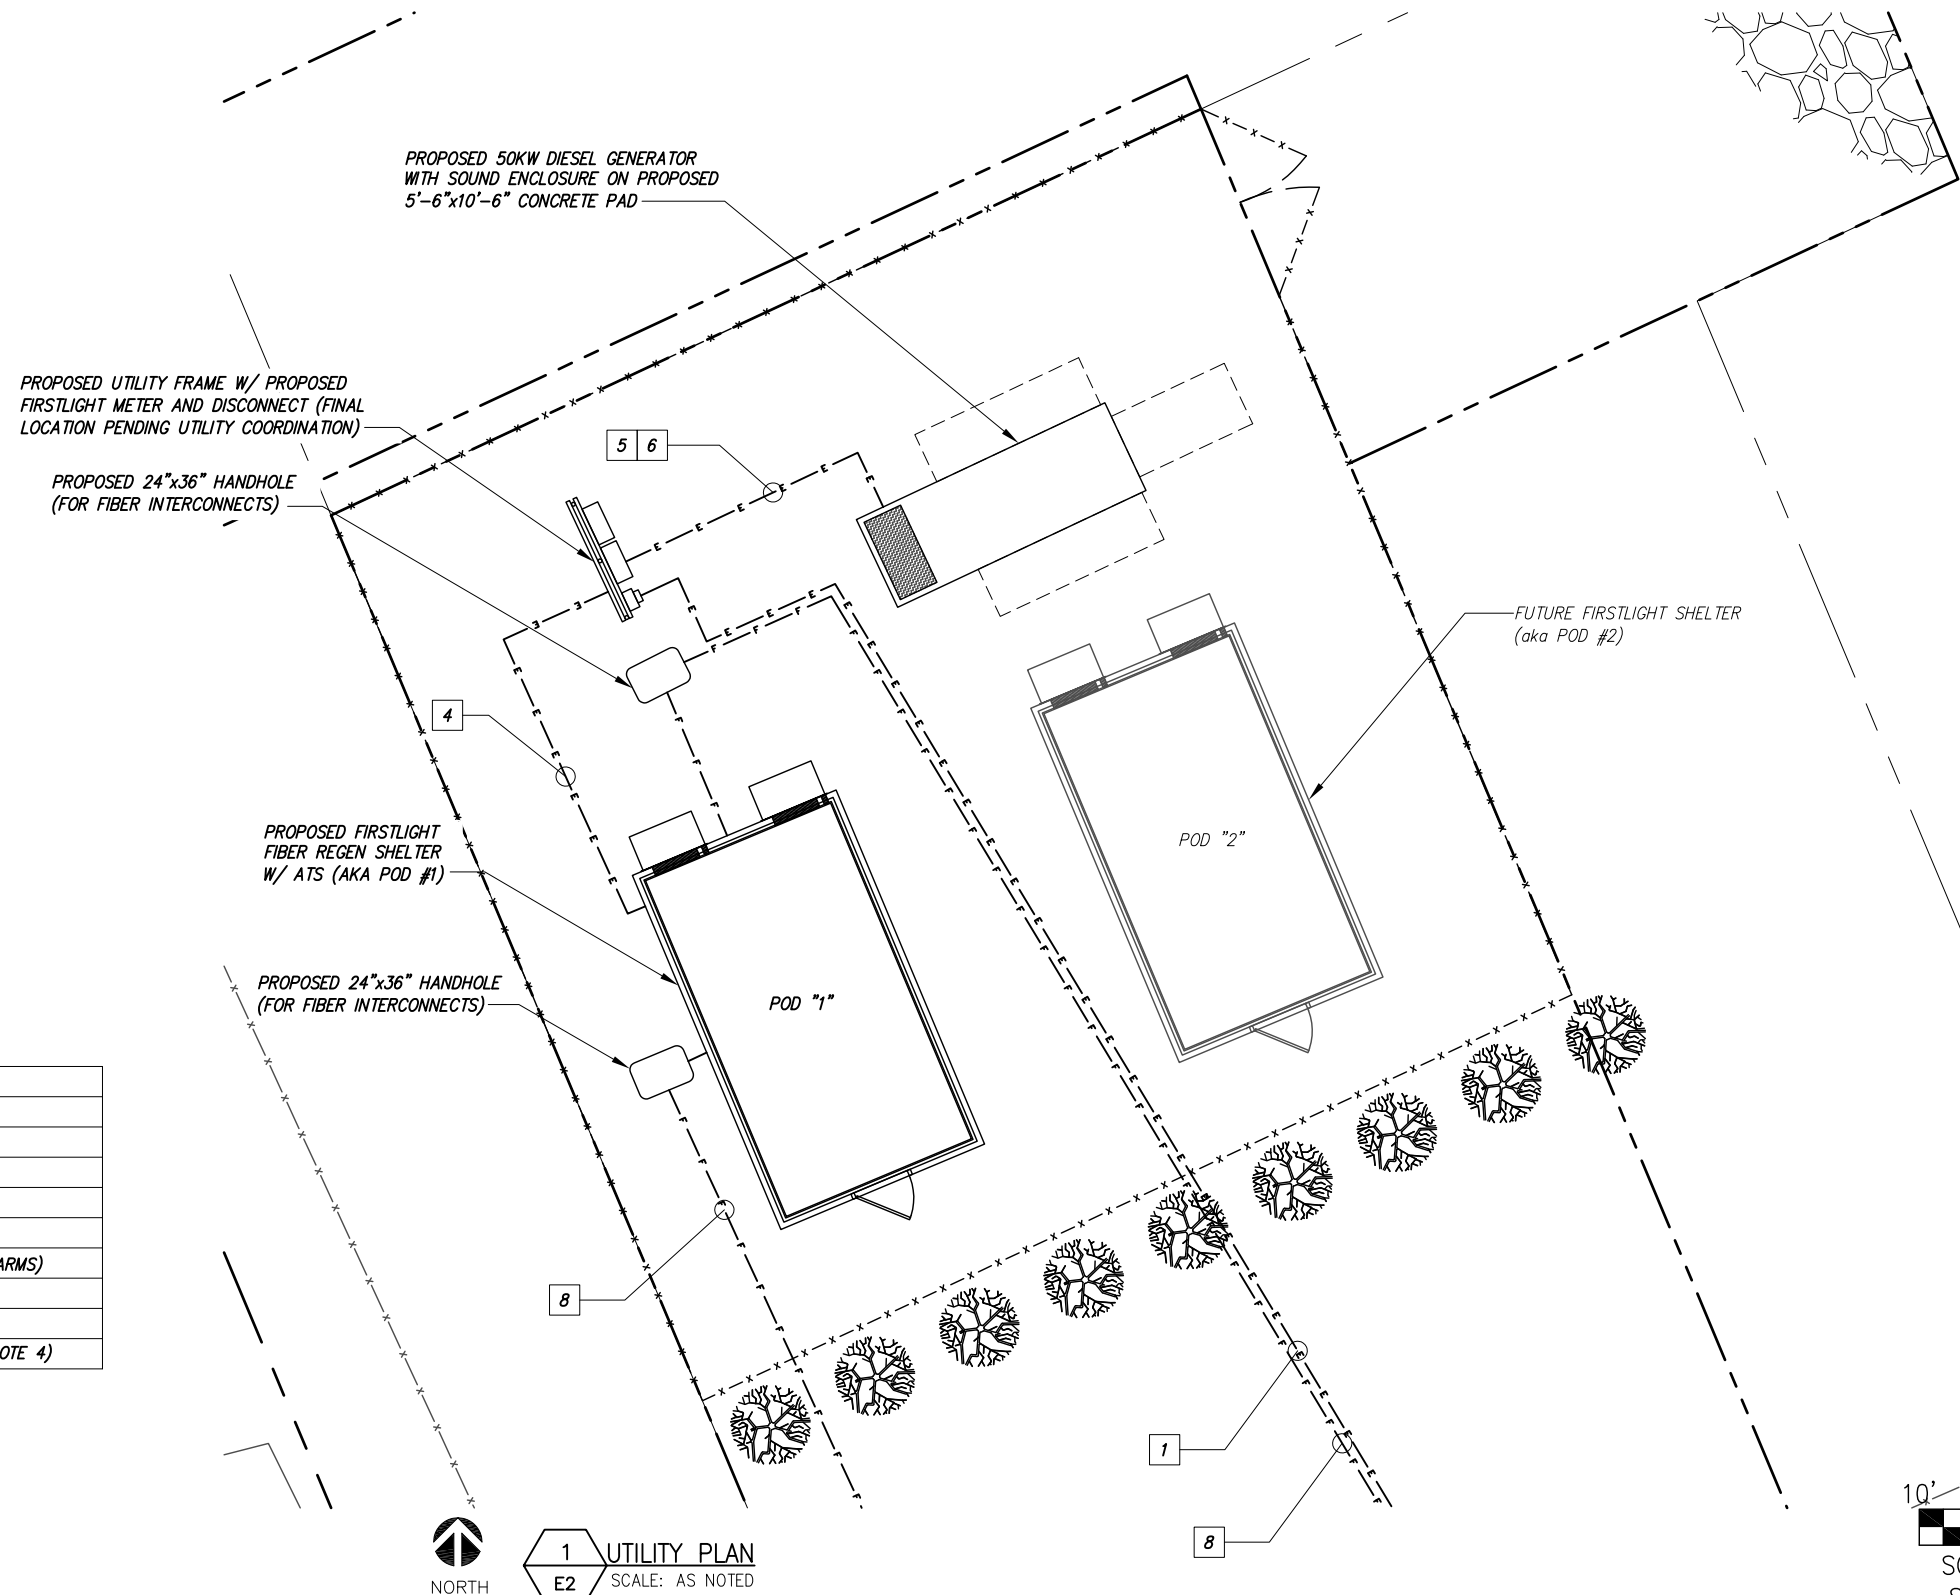 PROPOSED 50KW DIESEL GENERATOR
WITH SOUND ENCLOSURE ON PROPOSED
5'-6"x10'-6" CONCRETE PAD
PROPOSED UTILITY FRAME W/ PROPOSED
FIRSTLIGHT METER AND DISCONNECT (FINAL
LOCATION PENDING UTILITY COORDINATION)
5 6
PROPOSED 24"x36" HANDHOLE
(FOR FIBER INTERCONNECTS)
FUTURE FIRSTLIGHT SHELTER
(aka POD #2)
4
POD "2"
PROPOSED FIRSTLIGHT
FIBER REGEN SHELTER
W/ ATS (AKA POD #1)
PROPOSED 24"x36" HANDHOLE
(FOR FIBER INTERCONNECTS)
POD "1"
ARMS)
8
OTE 4)
1
8
10'
NORTH
1
E2
UTILITY PLAN
SCALE: AS NOTED